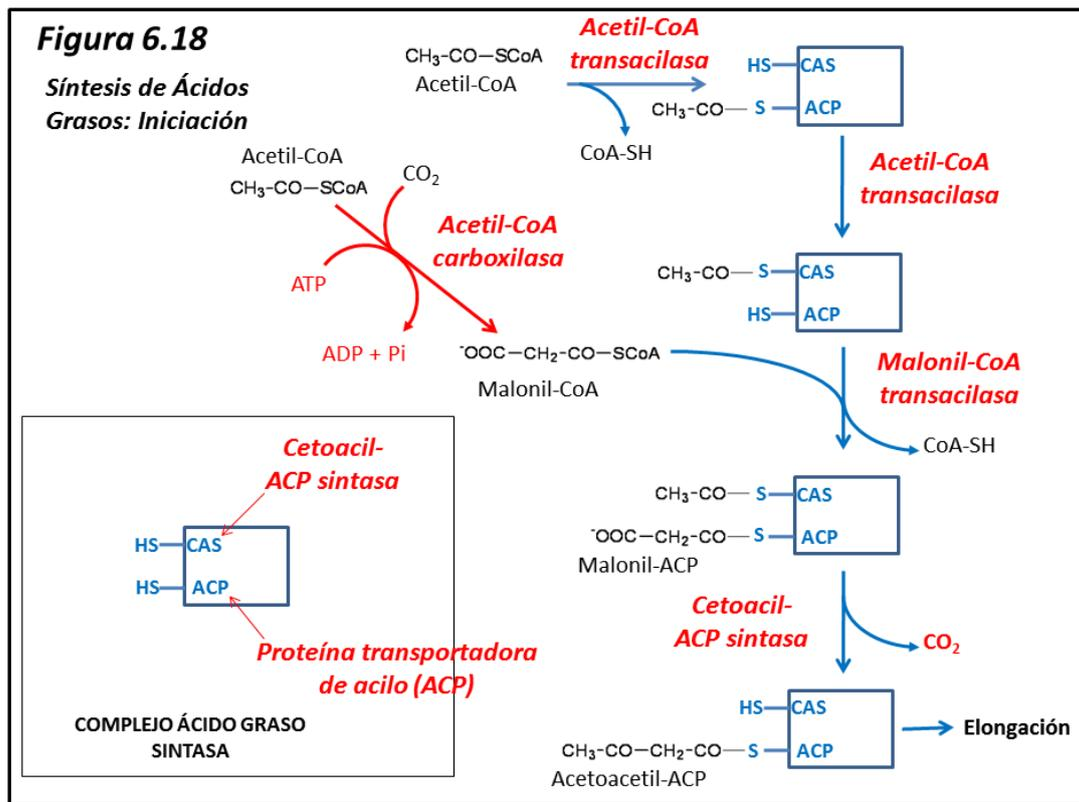 Figura 6.18
Síntesis de Ácidos
Grasos: Iniciación
CH₃-CO-SCoA
Acetil-CoA
Acetil-CoA
transacilasa
CoA-SH
HS CAS
CH₃-CO — S ACP
Acetil-CoA
transacilasa
Acetil-CoA
CH₃-CO-SCoA
CO₂
Acetil-CoA
carboxilasa
ATP
ADP + Pi
CH₃-CO — S CAS
HS ACP
⁻OOC-CH₂-CO-SCoA
Malonil-CoA
Malonil-CoA
transacilasa
CoA-SH
CH₃-CO — S CAS
⁻OOC-CH₂-CO — S ACP
Malonil-ACP
Cetoacil-
ACP sintasa
CO₂
HS CAS
CH₃-CO-CH₂-CO — S ACP
Acetoacetil-ACP
Elongación
Cetoacil-
ACP sintasa
HS CAS
HS ACP
Proteína transportadora
de acilo (ACP)
COMPLEJO ÁCIDO GRASO
SINTASA